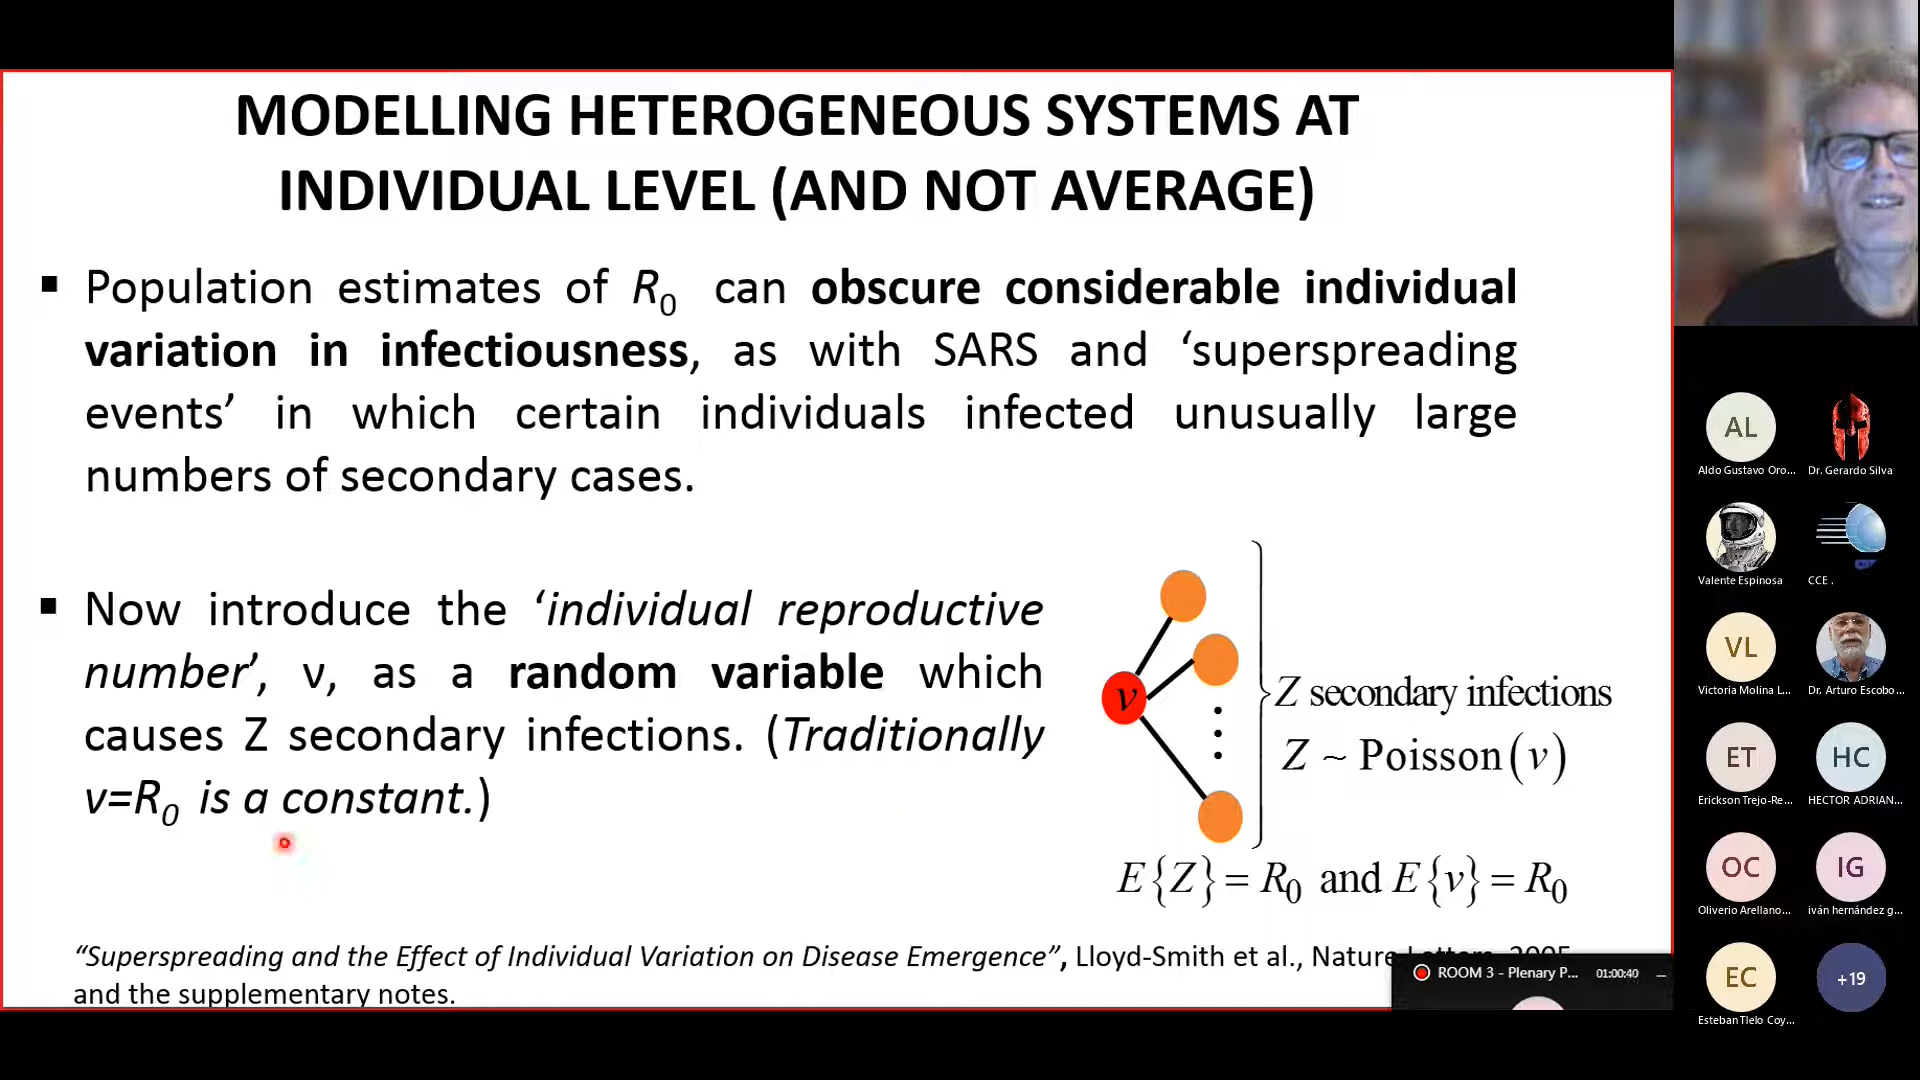 MODELLING HETEROGENEOUS SYSTEMS AT
INDIVIDUAL LEVEL (AND NOT AVERAGE)
▪ Population estimates of R₀ can obscure considerable individual
variation in infectiousness, as with SARS and ‘superspreading
events’ in which certain individuals infected unusually large
numbers of secondary cases.
▪ Now introduce the ‘individual reproductive
number’, ν, as a random variable which
causes Z secondary infections. (Traditionally
ν=R₀ is a constant.)
ν
Z secondary infections
Z ~ Poisson(ν)
E{Z} = R₀ and E{ν} = R₀
“Superspreading and the Effect of Individual Variation on Disease Emergence”, Lloyd-Smith et al., Nature
and the supplementary notes.
ROOM 3 - Plenary P... 01:00:40
AL
Aldo Gustavo Oro...
Dr. Gerardo Silva
Valente Espinosa
CCE .
VL
Victoria Molina L...
Dr. Arturo Escobo...
ET
Erickson Trejo-Re...
HC
HECTOR ADRIAN...
OC
Oliverio Arellano...
IG
iván hernández g...
EC
Esteban Tlelo Coy...
+19